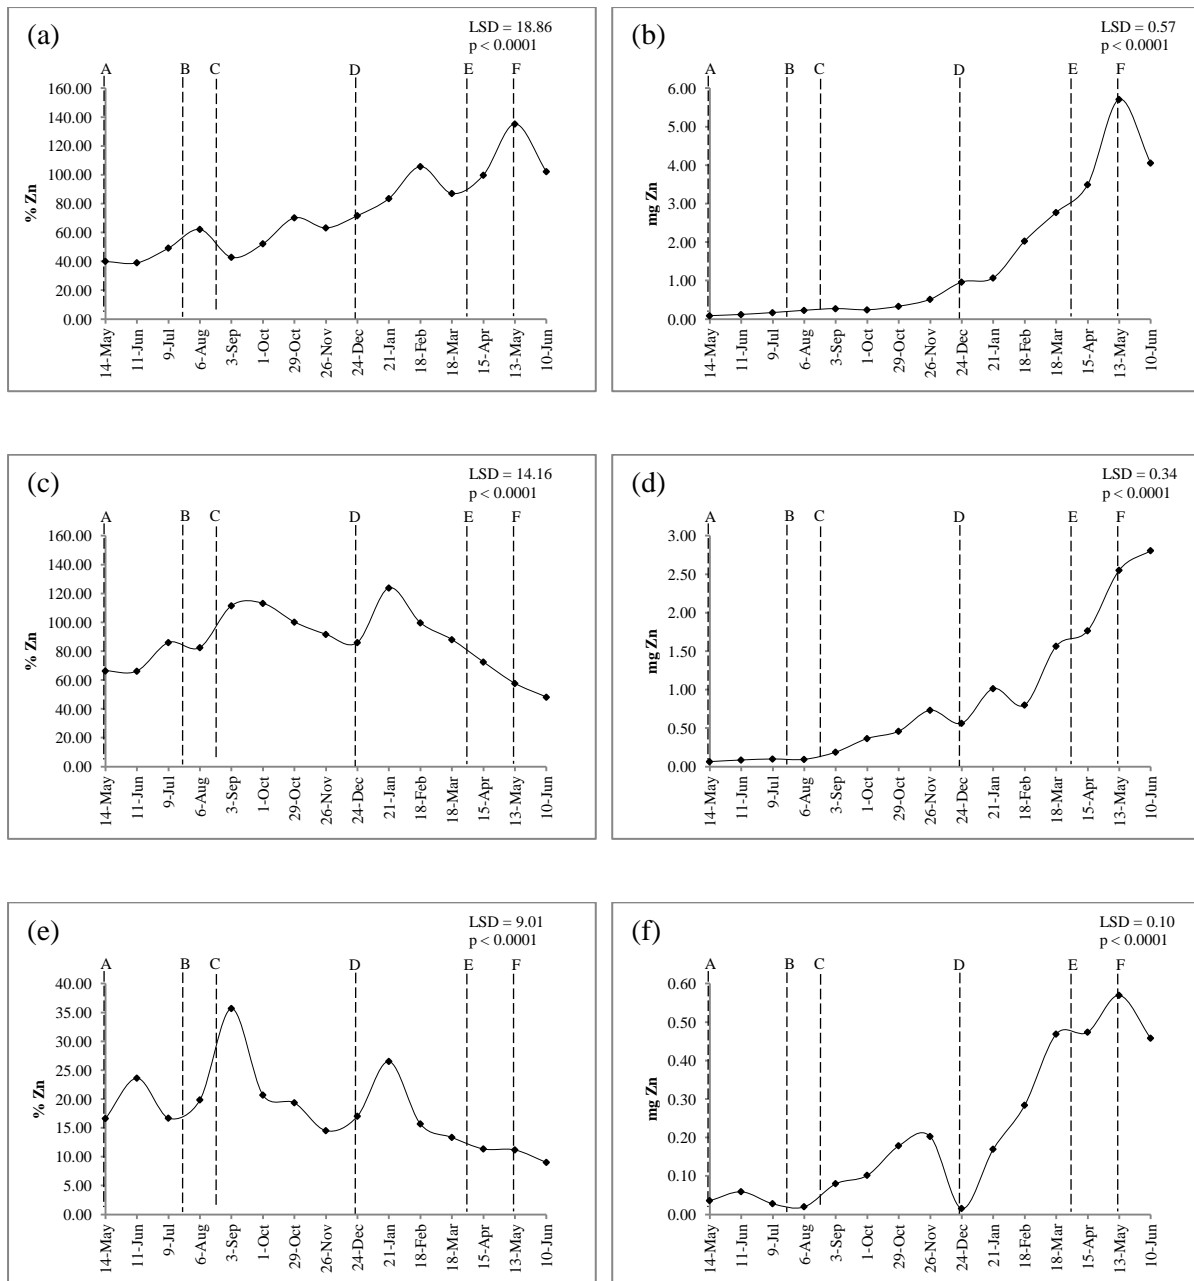 (a)
LSD = 18.86
p < 0.0001
A B C D E F
160.00
140.00
120.00
100.00
80.00
60.00
40.00
20.00
0.00
% Zn
14-May
11-Jun
9-Jul
6-Aug
3-Sep
1-Oct
29-Oct
26-Nov
24-Dec
21-Jan
18-Feb
18-Mar
15-Apr
13-May
10-Jun
(b)
LSD = 0.57
p < 0.0001
A B C D E F
6.00
5.00
4.00
3.00
2.00
1.00
0.00
mg Zn
14-May
11-Jun
9-Jul
6-Aug
3-Sep
1-Oct
29-Oct
26-Nov
24-Dec
21-Jan
18-Feb
18-Mar
15-Apr
13-May
10-Jun
(c)
LSD = 14.16
p < 0.0001
A B C D E F
160.00
140.00
120.00
100.00
80.00
60.00
40.00
20.00
0.00
% Zn
14-May
11-Jun
9-Jul
6-Aug
3-Sep
1-Oct
29-Oct
26-Nov
24-Dec
21-Jan
18-Feb
18-Mar
15-Apr
13-May
10-Jun
(d)
LSD = 0.34
p < 0.0001
A B C D E F
3.00
2.50
2.00
1.50
1.00
0.50
0.00
mg Zn
14-May
11-Jun
9-Jul
6-Aug
3-Sep
1-Oct
29-Oct
26-Nov
24-Dec
21-Jan
18-Feb
18-Mar
15-Apr
13-May
10-Jun
(e)
LSD = 9.01
p < 0.0001
A B C D E F
40.00
35.00
30.00
25.00
20.00
15.00
10.00
5.00
0.00
% Zn
14-May
11-Jun
9-Jul
6-Aug
3-Sep
1-Oct
29-Oct
26-Nov
24-Dec
21-Jan
18-Feb
18-Mar
15-Apr
13-May
10-Jun
(f)
LSD = 0.10
p < 0.0001
A B C D E F
0.60
0.50
0.40
0.30
0.20
0.10
0.00
mg Zn
14-May
11-Jun
9-Jul
6-Aug
3-Sep
1-Oct
29-Oct
26-Nov
24-Dec
21-Jan
18-Feb
18-Mar
15-Apr
13-May
10-Jun